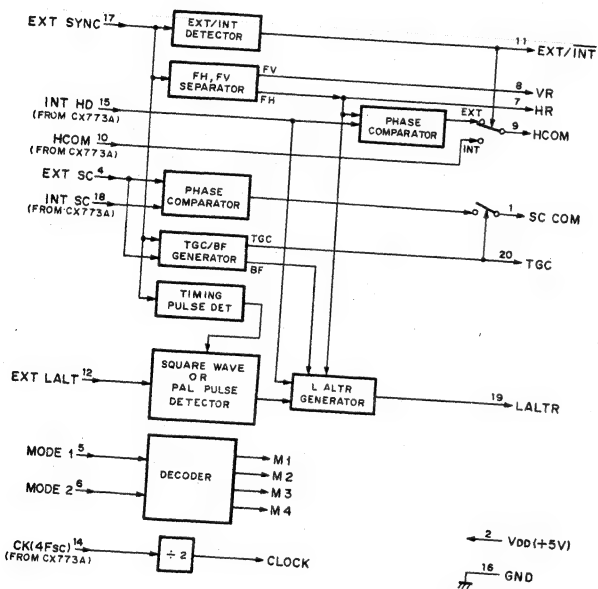 EXT SYNC 17
EXT/INT
DETECTOR
11 EXT/INT
FH, FV
SEPARATOR
FV
FH
8 VR
7 HR
INT HD 15
(FROM CX773A)
PHASE
COMPARATOR
EXT
INT
9 HCOM
HCOM 10
(FROM CX773A)
EXT SC 4
INT SC 18
(FROM CX773A)
PHASE
COMPARATOR
1 SC COM
TGC/BF
GENERATOR
TGC
BF
20 TGC
TIMING
PULSE DET
EXT LALT 12
SQUARE WAVE
OR
PAL PULSE
DETECTOR
L ALTR
GENERATOR
19 LALTR
MODE 1 5
MODE 2 6
DECODER
M1
M2
M3
M4
CK(4Fsc) 14
(FROM CX773A)
÷ 2
CLOCK
2 VDD (+5V)
16 GND